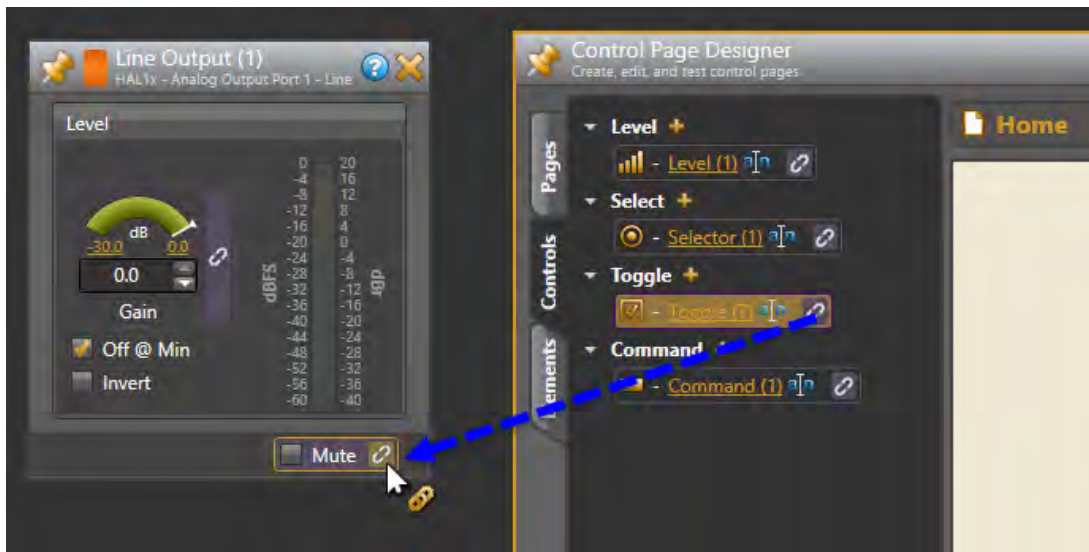 Line Output (1)
HAL1x - Analog Output Port 1 - Line
Level
dB
-30.0 0.0
0.0
Gain
Off @ Min
Invert
dBFS
0 20
-4 16
-8 12
-12 8
-16 4
-20 0
-24 -4
-28 -8
-32 -12
-36 -16
-40 -20
-44 -24
-48 -28
-52 -32
-56 -36
-60 -40
dBr
Mute
Control Page Designer
Create, edit, and test control pages
Pages
Controls
Elements
Level
- Level (1)
Select
- Selector (1)
Toggle
- Toggle (1)
Command
- Command (1)
Home